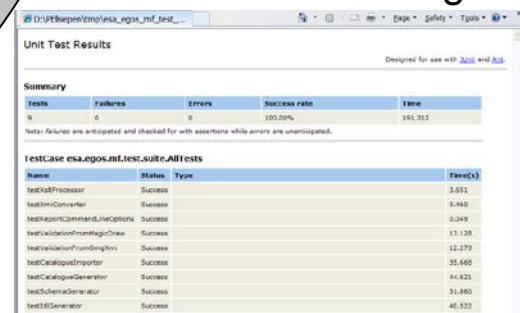 D:\PElsepen\tmp\esa_egos_mf_test_...
Page Safety Tools
Unit Test Results
Designed for use with JUnit and Ant.
Summary
Tests Failures Errors Success rate Time
9 0 0 100.00% 191.313
Note: failures are anticipated and checked for with assertions while errors are unanticipated.
TestCase esa.egos.mf.test.suite.AllTests
Name Status Type Time(s)
testXsltProcessor Success 3.651
testXmiConverter Success 9.460
testReportCommandLineOptions Success 0.049
testValidationFromMagicDraw Success 13.128
testValidationFromOmgXmi Success 12.273
testCatalogueImporter Success 35.668
testCatalogueGenerator Success 44.621
testSchemaGenerator Success 31.860
testIdlGenerator Success 40.522